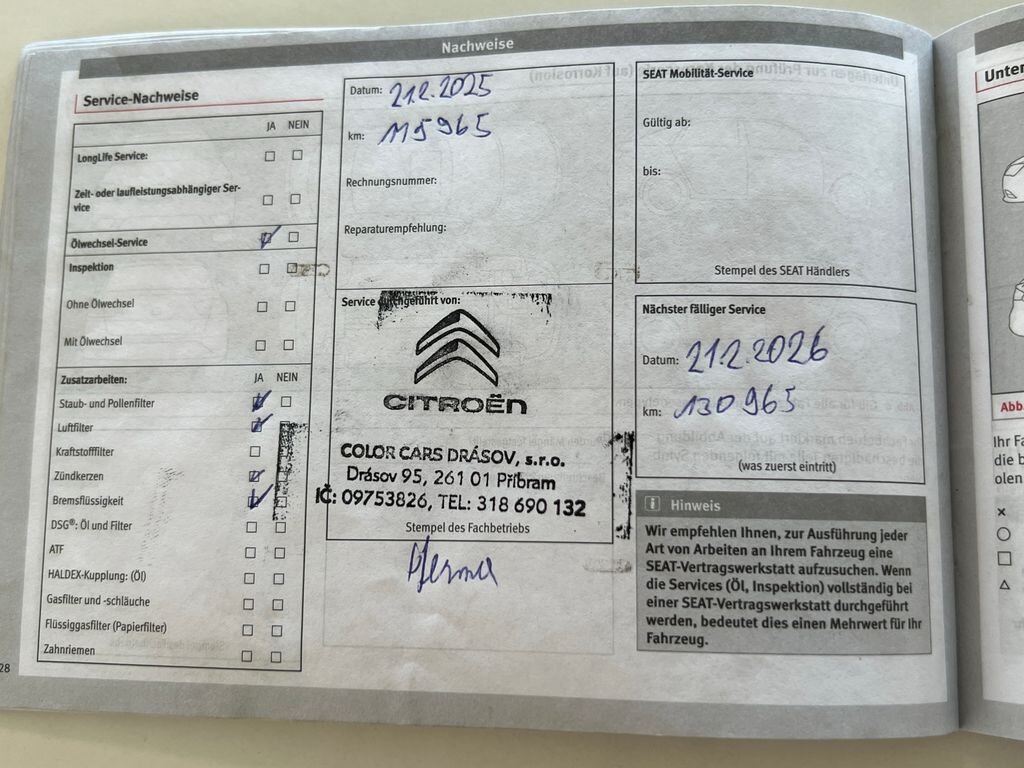 Nachweise
Service-Nachweise
JA NEIN
LongLife Service:
Zeit- oder laufleistungsabhängiger Ser-
vice
Ölwechsel-Service
Inspektion
Ohne Ölwechsel
Mit Ölwechsel
Zusatzarbeiten: JA NEIN
Staub- und Pollenfilter
Luftfilter
Kraftstofffilter
Zündkerzen
Bremsflüssigkeit
DSG®: Öl und Filter
ATF
HALDEX-Kupplung: (Öl)
Gasfilter und -schläuche
Flüssiggasfilter (Papierfilter)
Zahnriemen
28
Datum: 21.2.2025
km: 115965
Rechnungsnummer:
Reparaturempfehlung:
Service durchgeführt von:
CITROËN
COLOR CARS DRÁSOV, s.r.o.
Drásov 95, 261 01 Příbram
IČ: 09753826, TEL: 318 690 132
Stempel des Fachbetriebs
SEAT Mobilität-Service
Gültig ab:
bis:
Stempel des SEAT Händlers
Nächster fälliger Service
Datum: 21.2.2026
km: 130965
(was zuerst eintritt)
i Hinweis
Wir empfehlen Ihnen, zur Ausführung jeder
Art von Arbeiten an Ihrem Fahrzeug eine
SEAT-Vertragswerkstatt aufzusuchen. Wenn
die Services (Öl, Inspektion) vollständig bei
einer SEAT-Vertragswerkstatt durchgeführt
werden, bedeutet dies einen Mehrwert für Ihr
Fahrzeug.
Unter
Abb
Ihr Fa
die b
olen